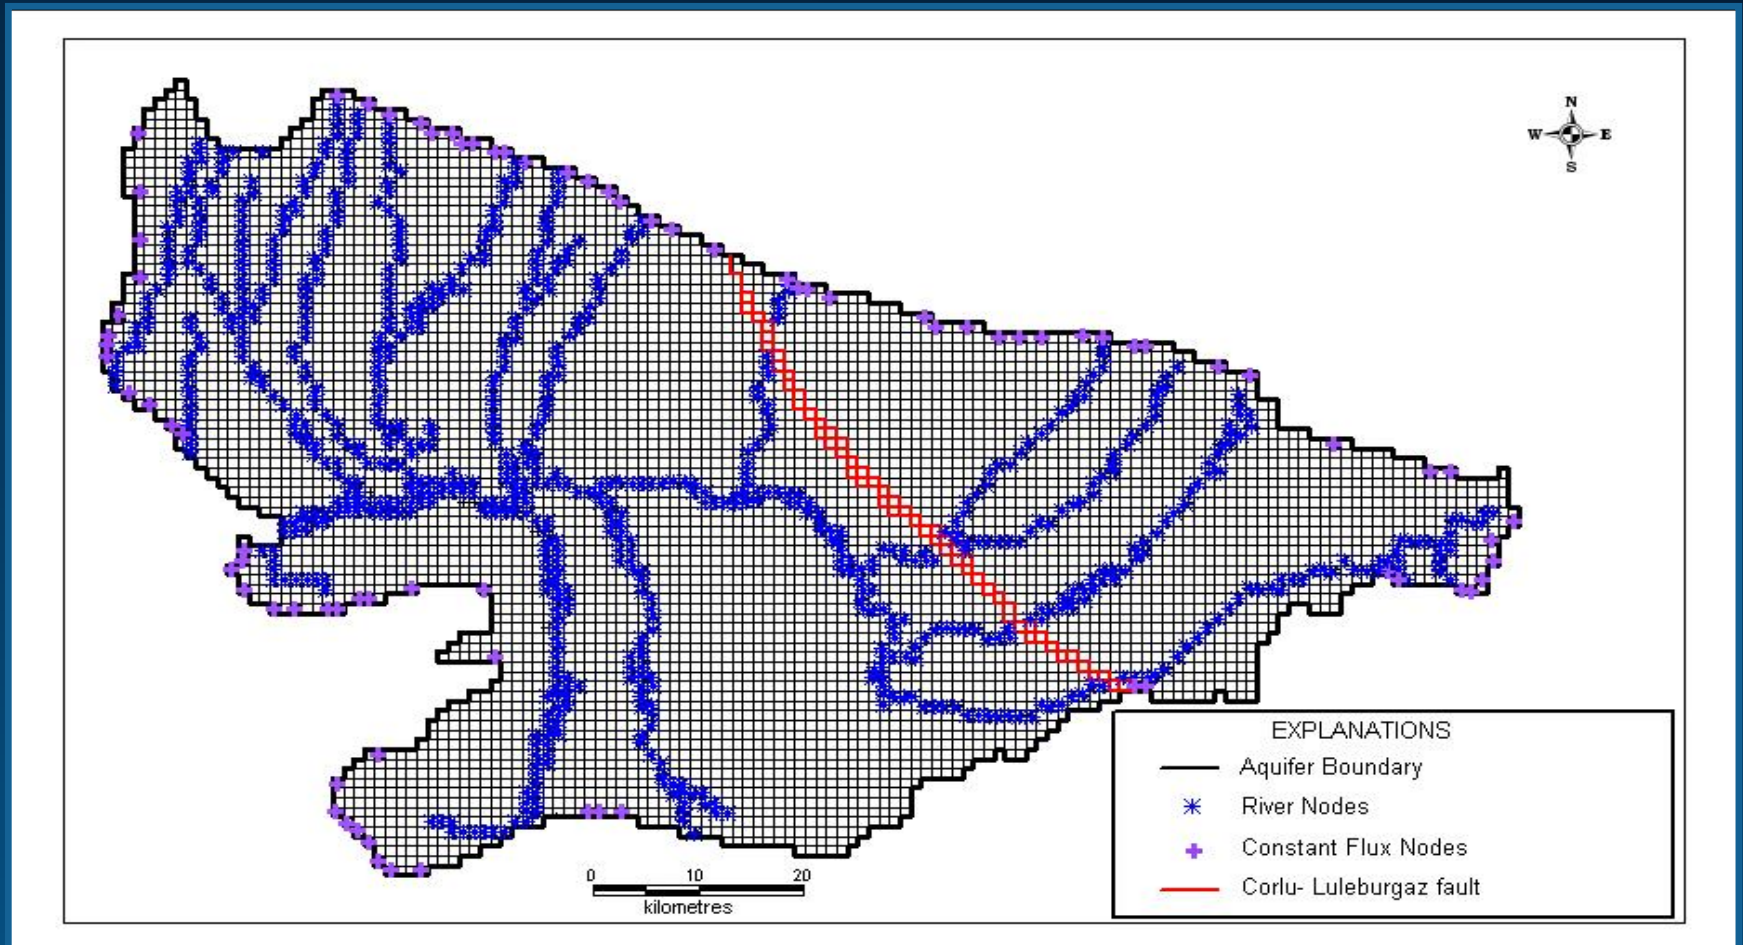 N
W E
S
EXPLANATIONS
Aquifer Boundary
River Nodes
Constant Flux Nodes
Corlu- Luleburgaz fault
0 10 20
kilometres